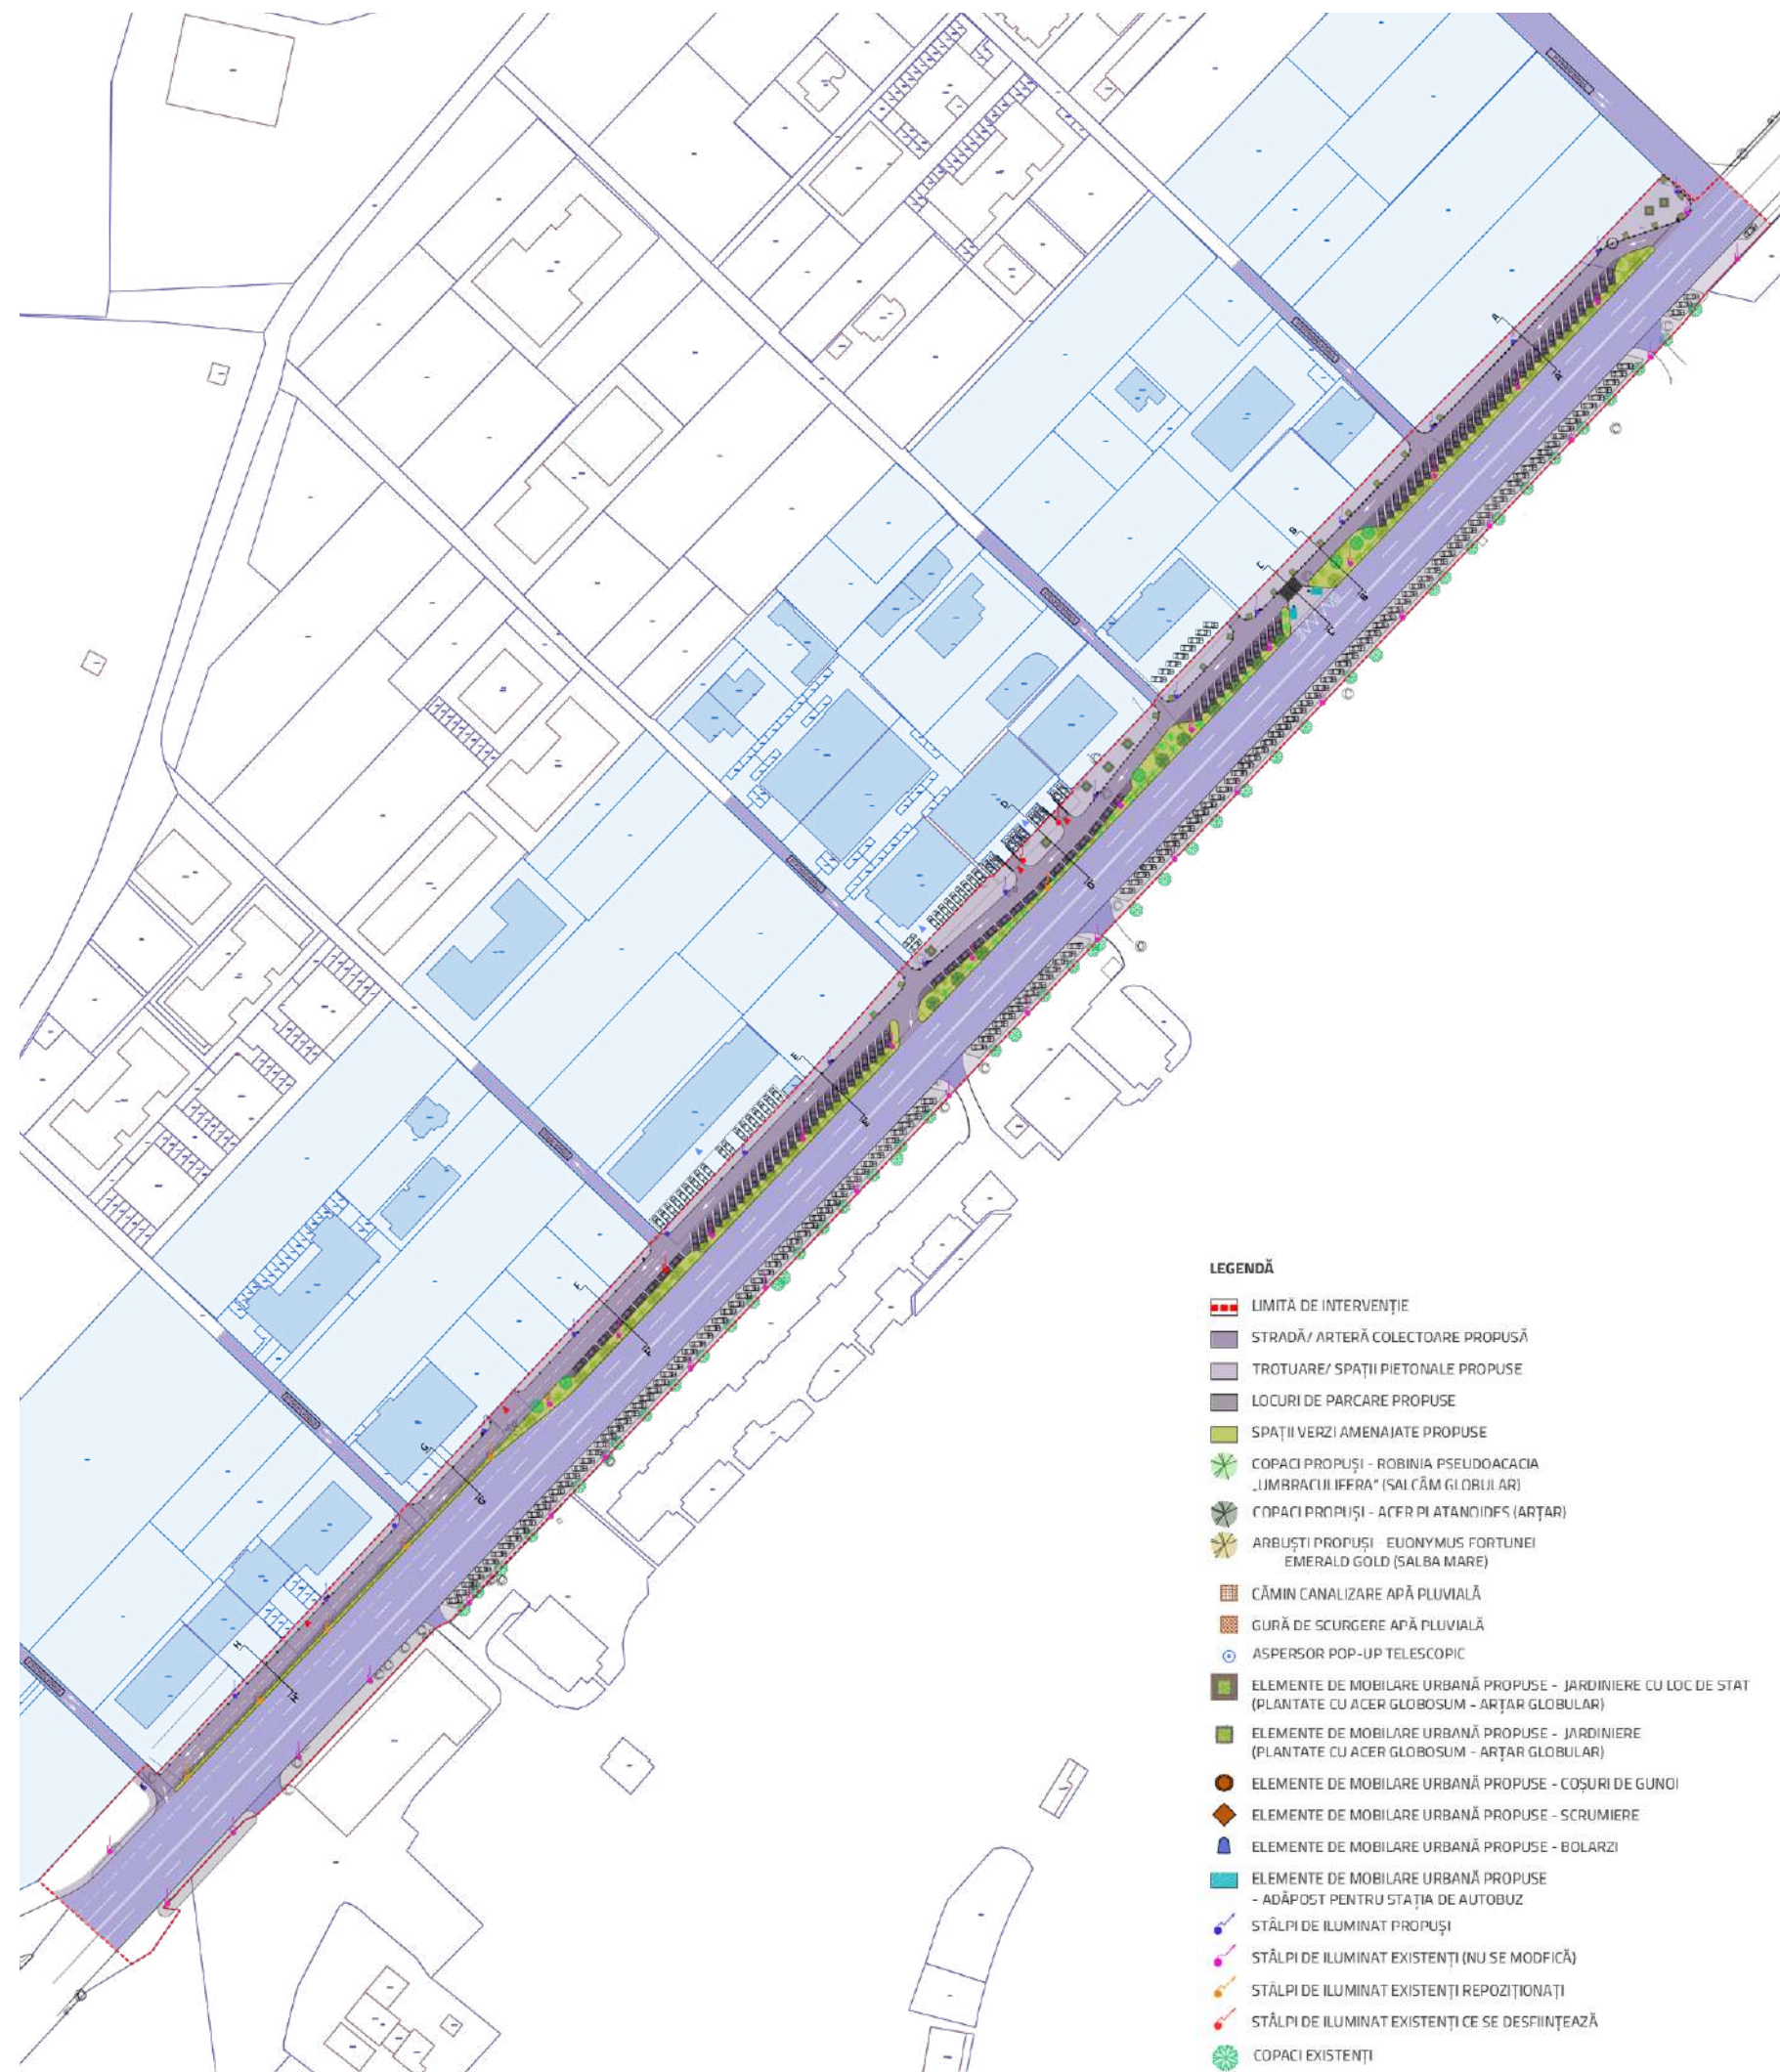 A
A'
B
B'
C
C'
D
D'
E
E'
F
F'
G
G'
H
H'
LEGENDĂ
LIMITĂ DE INTERVENȚIE
STRADĂ/ ARTERĂ COLECTOARE PROPUSĂ
TROTUARE/ SPAȚII PIETONALE PROPUSE
LOCURI DE PARCARE PROPUSE
SPAȚII VERZI AMENAJATE PROPUSE
COPACI PROPUȘI - ROBINIA PSEUDOACACIA
„UMBRACULIFERA" (SALCÂM GLOBULAR)
COPACI PROPUȘI - ACER PLATANOIDES (ARȚAR)
ARBUȘTI PROPUȘI - EUONYMUS FORTUNEI
EMERALD GOLD (SALBA MARE)
CĂMIN CANALIZARE APĂ PLUVIALĂ
GURĂ DE SCURGERE APĂ PLUVIALĂ
ASPERSOR POP-UP TELESCOPIC
ELEMENTE DE MOBILARE URBANĂ PROPUSE - JARDINIERE CU LOC DE STAT
(PLANTATE CU ACER GLOBOSUM - ARȚAR GLOBULAR)
ELEMENTE DE MOBILARE URBANĂ PROPUSE - JARDINIERE
(PLANTATE CU ACER GLOBOSUM - ARȚAR GLOBULAR)
ELEMENTE DE MOBILARE URBANĂ PROPUSE - COȘURI DE GUNOI
ELEMENTE DE MOBILARE URBANĂ PROPUSE - SCRUMIERE
ELEMENTE DE MOBILARE URBANĂ PROPUSE - BOLARZI
ELEMENTE DE MOBILARE URBANĂ PROPUSE
- ADĂPOST PENTRU STAȚIA DE AUTOBUZ
STÂLPI DE ILUMINAT PROPUȘI
STÂLPI DE ILUMINAT EXISTENȚI (NU SE MODFICĂ)
STÂLPI DE ILUMINAT EXISTENȚI REPOZIȚIONAȚI
STÂLPI DE ILUMINAT EXISTENȚI CE SE DESFIINȚEAZĂ
COPACI EXISTENȚI